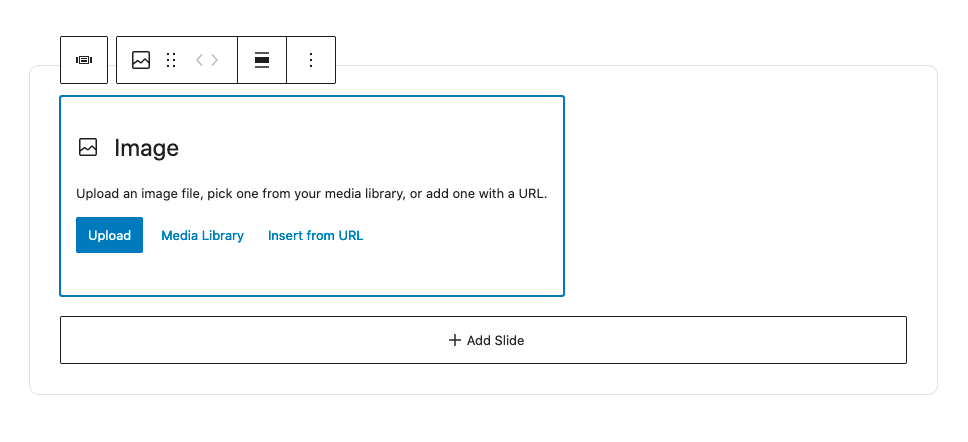 Image
Upload an image file, pick one from your media library, or add one with a URL.
Upload Media Library Insert from URL
Add Slide